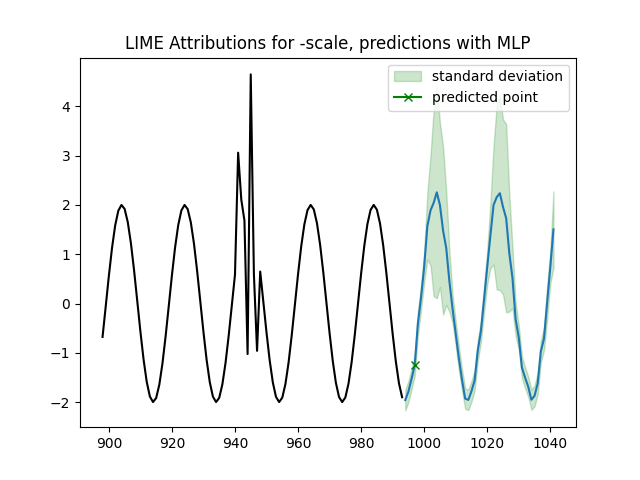 LIME Attributions for -scale, predictions with MLP
standard deviation
predicted point
4
3
2
1
0
−1
−2
900 920 940 960 980 1000 1020 1040